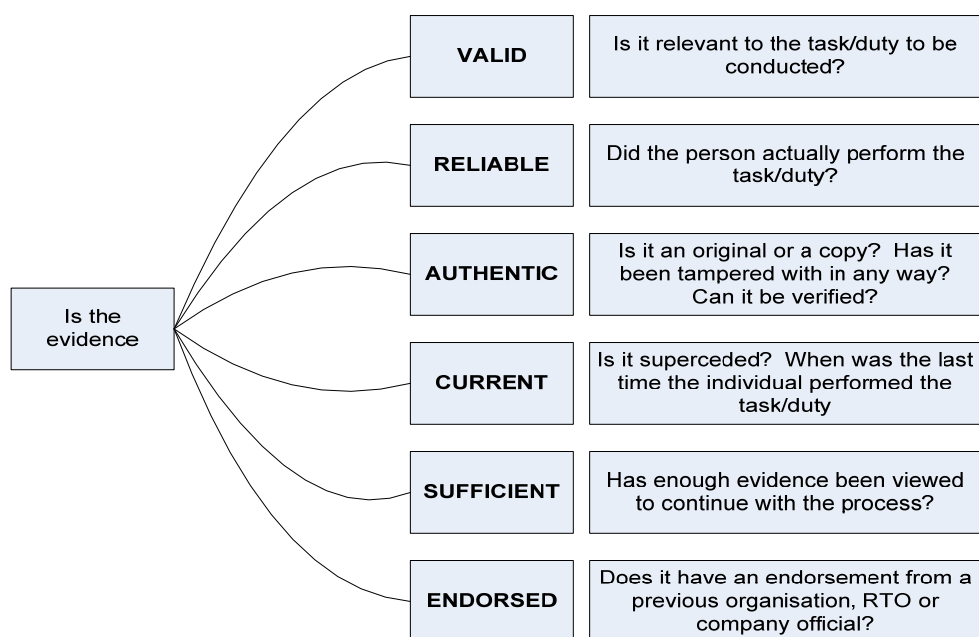 Is the
evidence
VALID
Is it relevant to the task/duty to be
conducted?
RELIABLE
Did the person actually perform the
task/duty?
AUTHENTIC
Is it an original or a copy?  Has it
been tampered with in any way?
Can it be verified?
CURRENT
Is it superceded?  When was the last
time the individual performed the
task/duty
SUFFICIENT
Has enough evidence been viewed
to continue with the process?
ENDORSED
Does it have an endorsement from a
previous organisation, RTO or
company official?